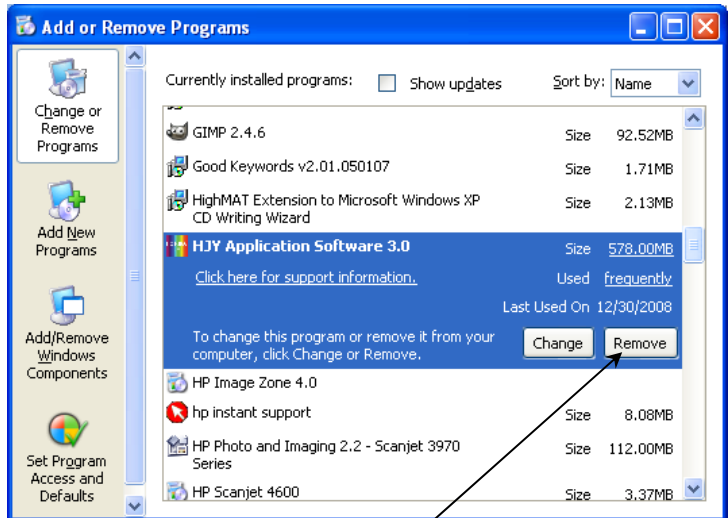 Add or Remove Programs
Change or
Remove
Programs
Add New
Programs
Add/Remove
Windows
Components
Set Program
Access and
Defaults
Currently installed programs: Show updates Sort by: Name
GIMP 2.4.6 Size 92.52MB
Good Keywords v2.01.050107 Size 1.71MB
HighMAT Extension to Microsoft Windows XP Size 2.13MB
CD Writing Wizard
HJY Application Software 3.0 Size 578.00MB
Click here for support information. Used frequently
Last Used On 12/30/2008
To change this program or remove it from your
computer, click Change or Remove. Change Remove
HP Image Zone 4.0
hp instant support Size 8.08MB
HP Photo and Imaging 2.2 - Scanjet 3970 Size 112.00MB
Series
HP Scanjet 4600 Size 3.37MB